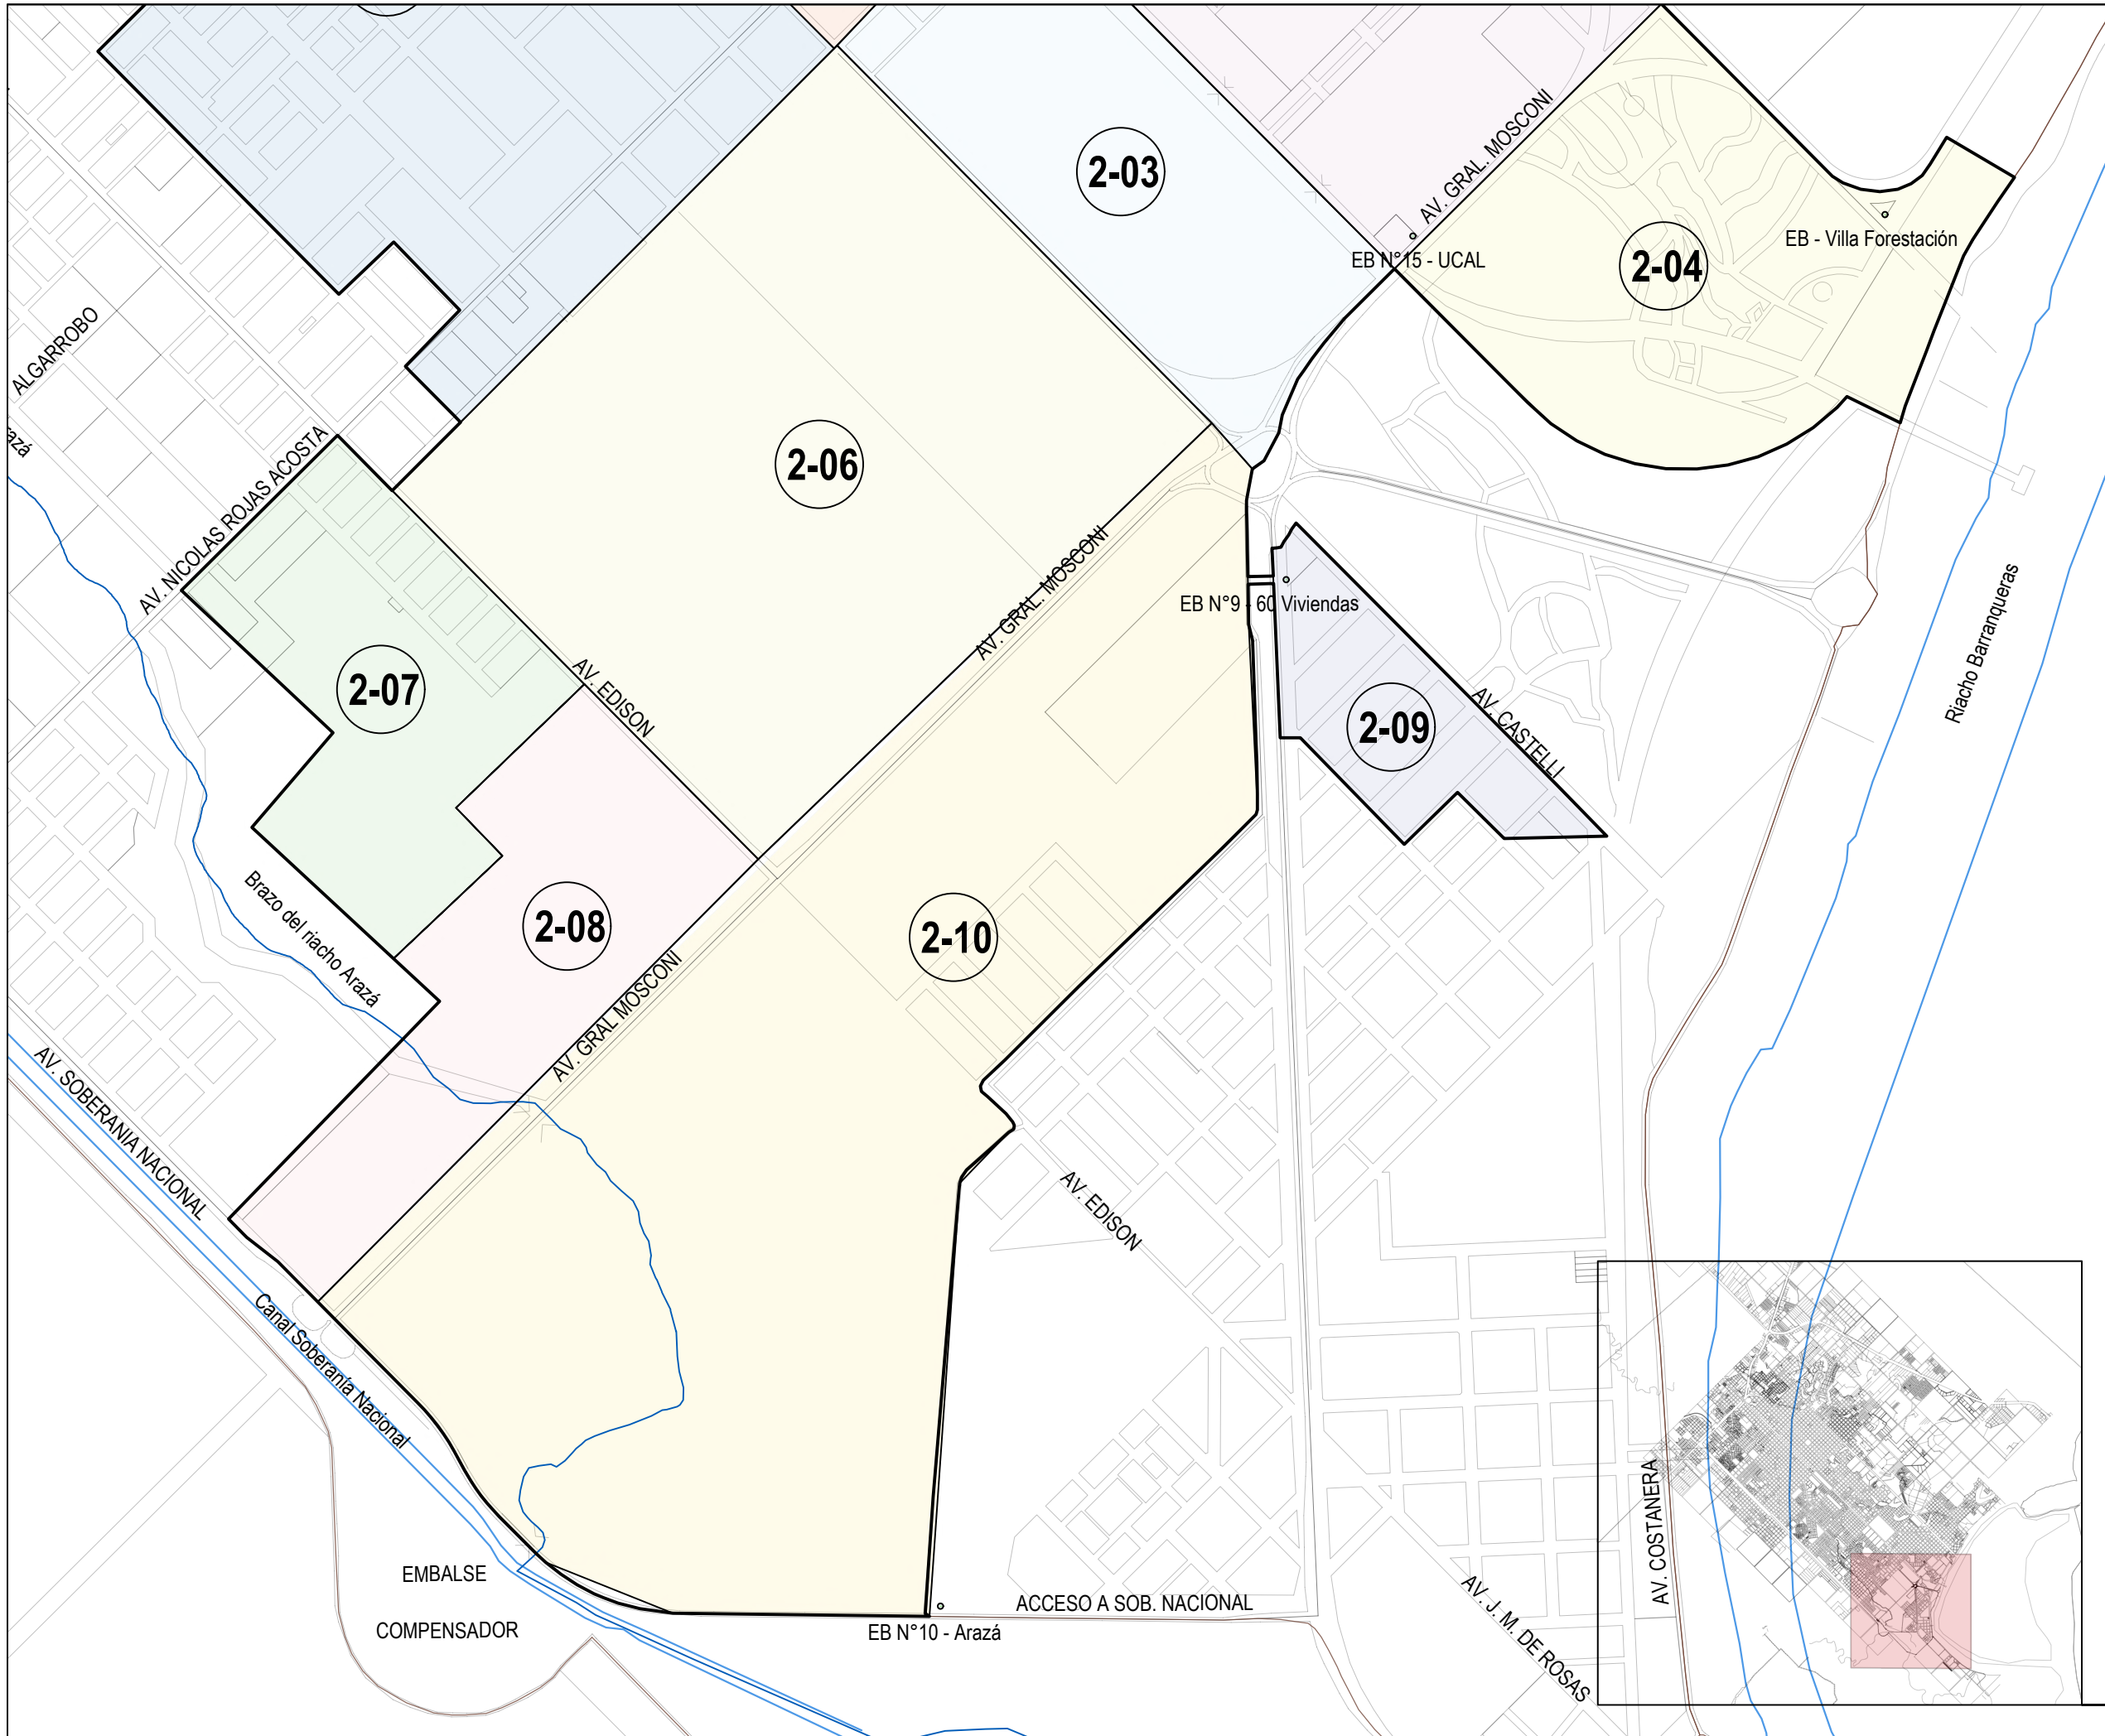 2-03
AV. GRAL. MOSCONI
EB N°15 - UCAL
2-04
EB - Villa Forestación
ALGARROBO
razá
AV. NICOLAS ROJAS ACOSTA
2-06
AV. GRAL. MOSCONI
EB N°9 - 60 Viviendas
Riacho Barranqueras
2-07
AV. EDISON
2-09
AV. CASTELLI
2-08
2-10
Brazo del riacho Arazá
AV. GRAL MOSCONI
AV. SOBERANIA NACIONAL
AV. EDISON
Canal Soberanía Nacional
AV. COSTANERA
EMBALSE
COMPENSADOR
EB N°10 - Arazá
ACCESO A SOB. NACIONAL
AV. J. M. DE ROSAS